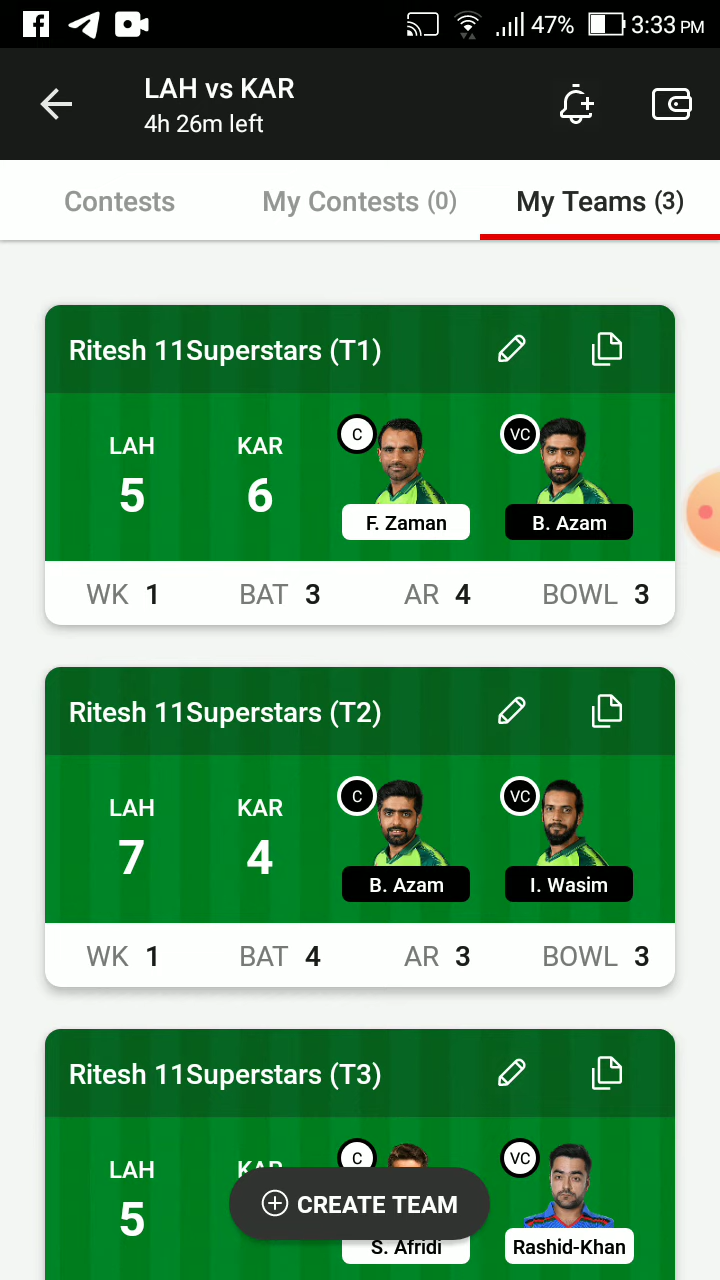 47% 3:33 PM
LAH vs KAR
4h 26m left
Contests My Contests (0) My Teams (3)
Ritesh 11Superstars (T1)
LAH KAR C VC
5 6
F. Zaman B. Azam
WK 1 BAT 3 AR 4 BOWL 3
Ritesh 11Superstars (T2)
LAH KAR C VC
7 4
B. Azam I. Wasim
WK 1 BAT 4 AR 3 BOWL 3
Ritesh 11Superstars (T3)
LAH KAR C VC
5
CREATE TEAM
S. Afridi Rashid-Khan